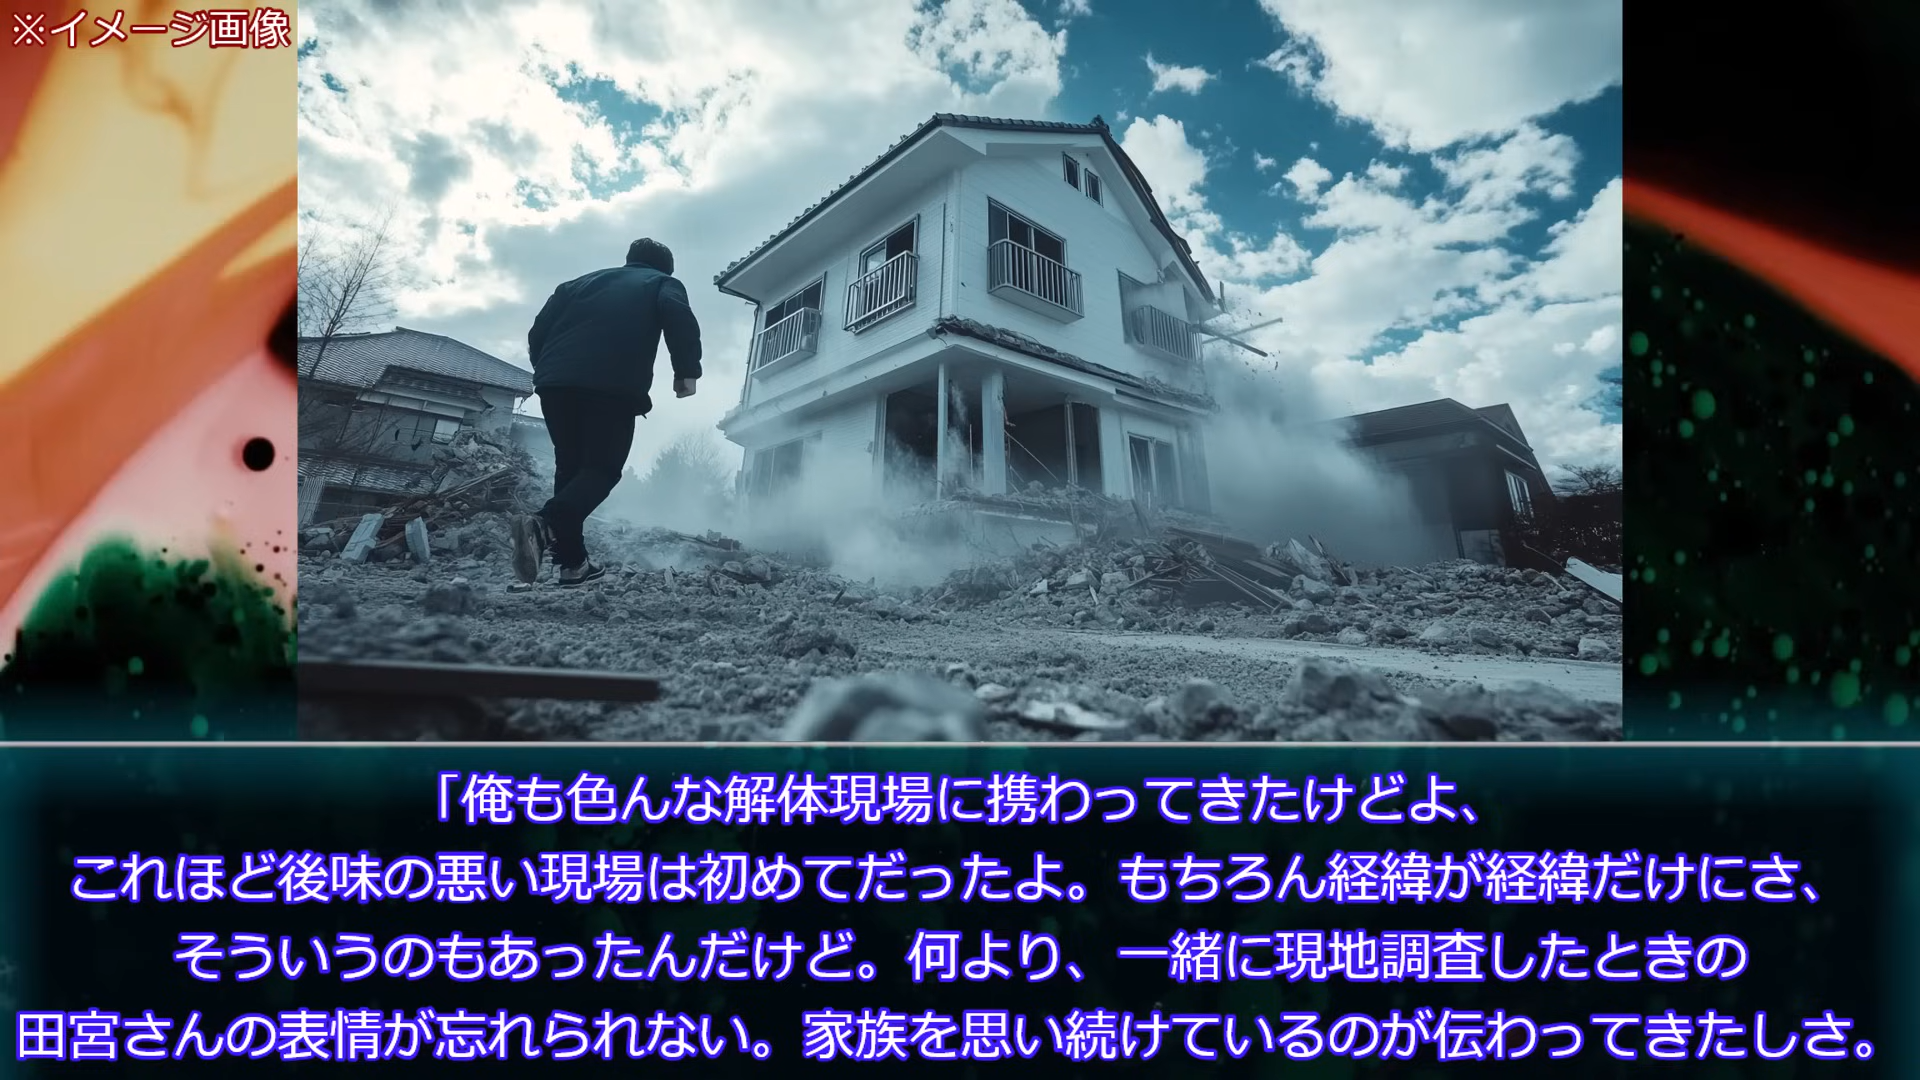 ※イメージ画像
「俺も色んな解体現場に携わってきたけどよ、
これほど後味の悪い現場は初めてだったよ。もちろん経緯が経緯だけにさ、
そういうのもあったんだけど。何より、一緒に現地調査したときの
田宮さんの表情が忘れられない。家族を思い続けているのが伝わってきたしさ。